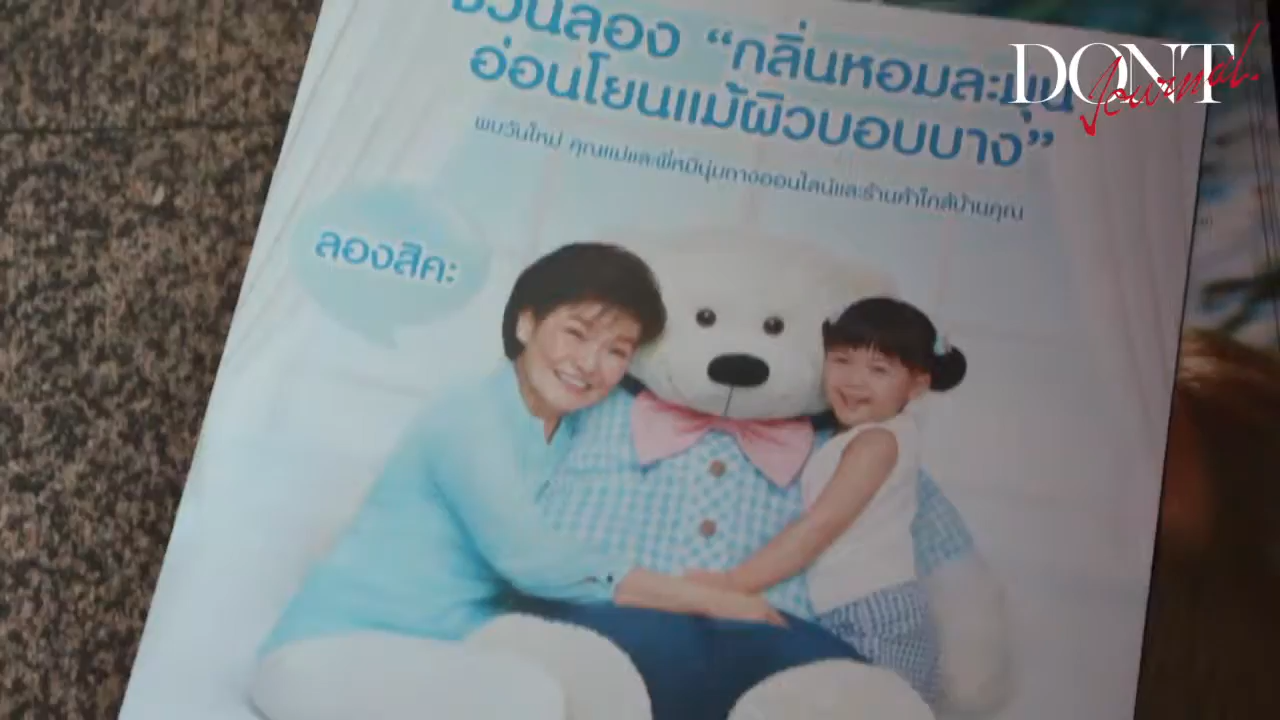 ชวนลอง “กลิ่นหอมละมุน
อ่อนโยนแม้ผิวบอบบาง”
พบวันใหม่ คุณแม่และพี่หมีนุ่มทางออนไลน์และร้านค้าใกล้บ้านคุณ
ลองสิคะ
DONT
Journal.